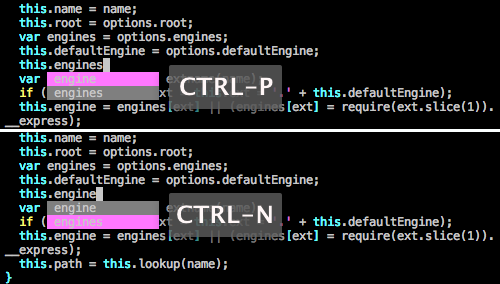 this.name = name;
this.root = options.root;
var engines = options.engines;
this.defaultEngine = options.defaultEngine;
this.engines
var engine
CTRL-P
if ( engines '.' + this.defaultEngine);
this.engine = engines[ext] || (engines[ext] = require(ext.slice(1)).
__express);
this.name = name;
this.root = options.root;
var engines = options.engines;
this.defaultEngine = options.defaultEngine;
this.engine
var engine
CTRL-N
if ( engines '.' + this.defaultEngine);
this.engine = engines[ext] || (engines[ext] = require(ext.slice(1)).
__express);
this.path = this.lookup(name);
}